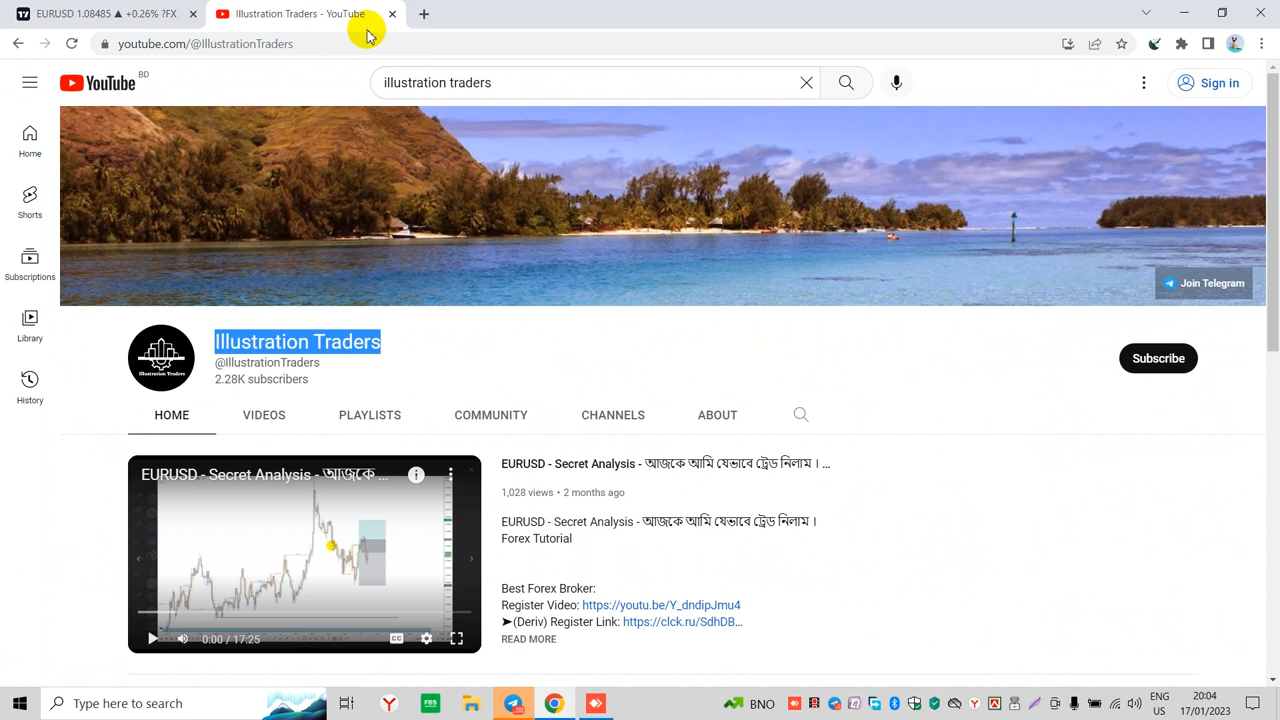 EURUSD 1.08485 ▲ +0.26% ?FX
Illustration Traders - YouTube
youtube.com/@IllustrationTraders
YouTube BD
illustration traders
Sign in
Home
Shorts
Subscriptions
Library
History
Join Telegram
Illustration Traders
Illustration Traders
@IllustrationTraders
2.28K subscribers
Subscribe
HOME VIDEOS PLAYLISTS COMMUNITY CHANNELS ABOUT
EURUSD - Secret Analysis - আজকে ...
0:00 / 17:25
EURUSD - Secret Analysis - আজকে আমি যেভাবে ট্রেড নিলাম । ...
1,028 views • 2 months ago
EURUSD - Secret Analysis - আজকে আমি যেভাবে ট্রেড নিলাম ।
Forex Tutorial
Best Forex Broker:
Register Video: https://youtu.be/Y_dndipJmu4
➤(Deriv) Register Link: https://clck.ru/SdhDB...
READ MORE
Type here to search
FBS
BNO
ENG
US
20:04
17/01/2023